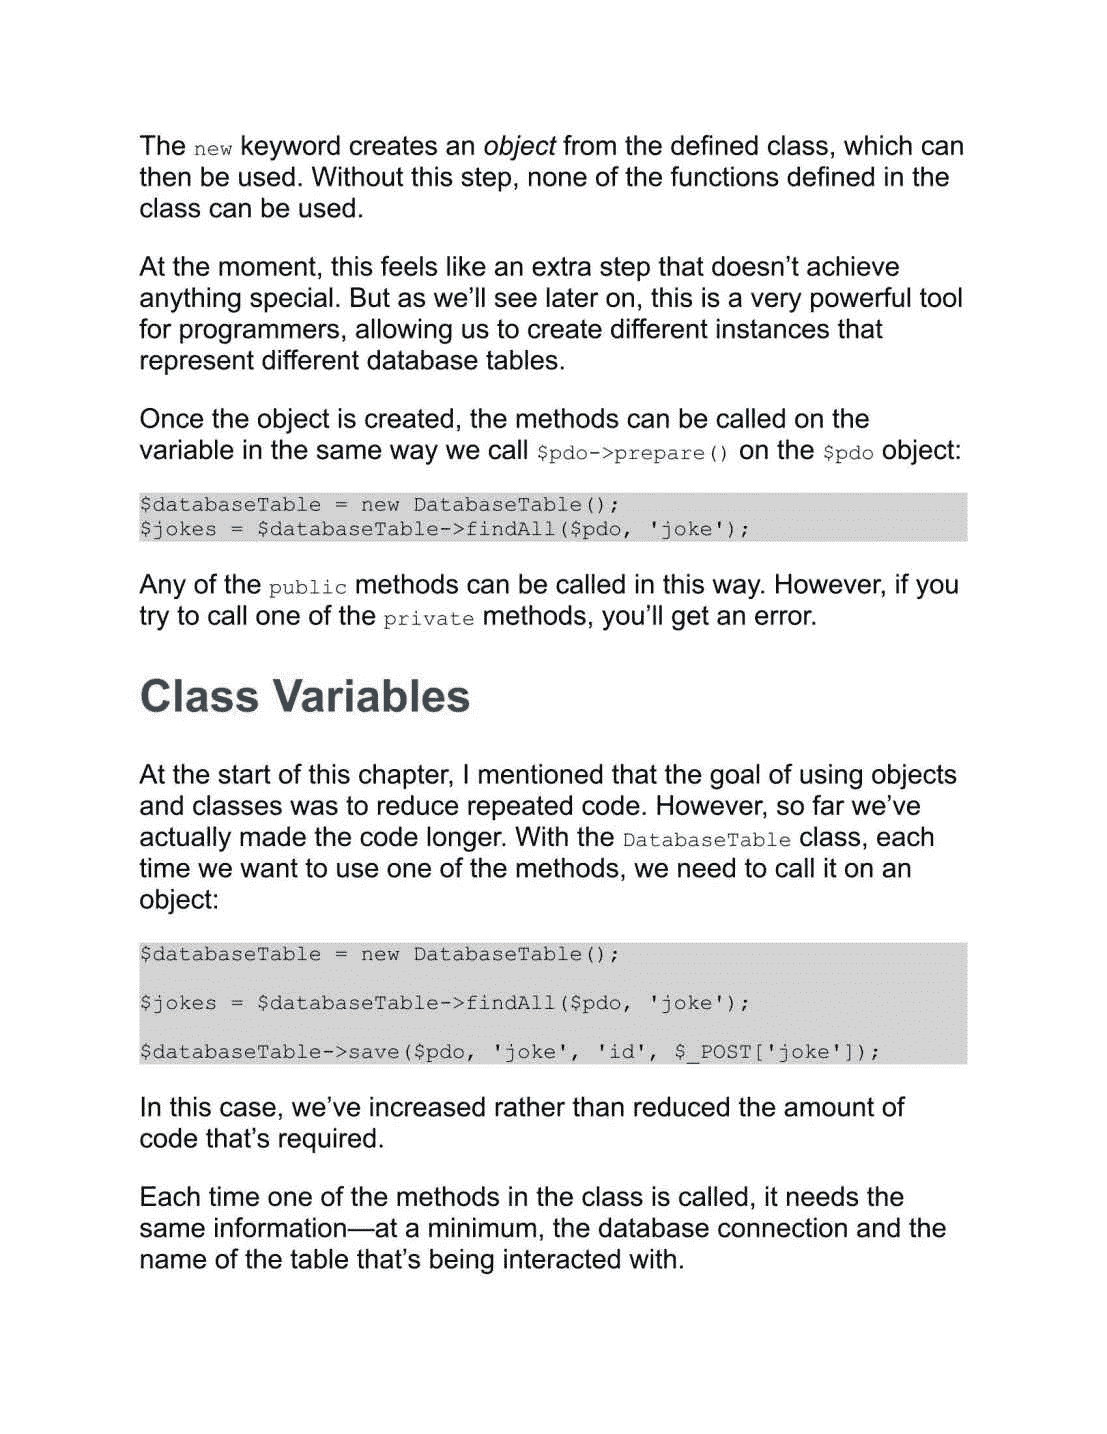 The new keyword creates an object from the defined class, which can
then be used. Without this step, none of the functions defined in the
class can be used.
At the moment, this feels like an extra step that doesn’t achieve
anything special. But as we’ll see later on, this is a very powerful tool
for programmers, allowing us to create different instances that
represent different database tables.
Once the object is created, the methods can be called on the
variable in the same way we call $pdo->prepare() on the $pdo object:
$databaseTable = new DatabaseTable();
$jokes = $databaseTable->findAll($pdo, 'joke');
Any of the public methods can be called in this way. However, if you
try to call one of the private methods, you’ll get an error.
Class Variables
At the start of this chapter, I mentioned that the goal of using objects
and classes was to reduce repeated code. However, so far we’ve
actually made the code longer. With the DatabaseTable class, each
time we want to use one of the methods, we need to call it on an
object:
$databaseTable = new DatabaseTable();
$jokes = $databaseTable->findAll($pdo, 'joke');
$databaseTable->save($pdo, 'joke', 'id', $_POST['joke']);
In this case, we’ve increased rather than reduced the amount of
code that’s required.
Each time one of the methods in the class is called, it needs the
same information—at a minimum, the database connection and the
name of the table that’s being interacted with.